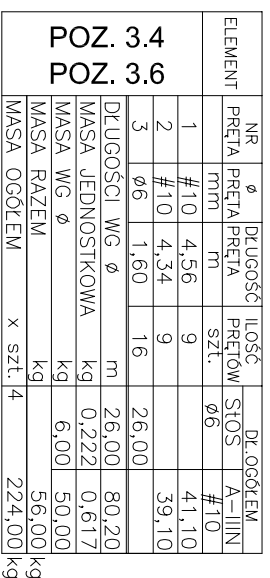 ELEMENT NR PRĘTA ø mm DŁUGOŚĆ PRĘTA m ILOŚĆ PRĘTÓW szt. DŁ.OGÓŁEM StOS ø6 A-IIIN #10
POZ. 3.4
POZ. 3.6
1 #10 4,56 9 41,10
2 #10 4,34 9 39,10
3 ø6 1,60 16 26,00
DŁUGOŚCI WG ø m 26,00 80,20
MASA JEDNOSTKOWA kg 0,222 0,617
MASA WG ø kg 6,00 50,00
MASA RAZEM kg 56,00 kg
MASA OGÓŁEM x szt. 4 224,00 kg